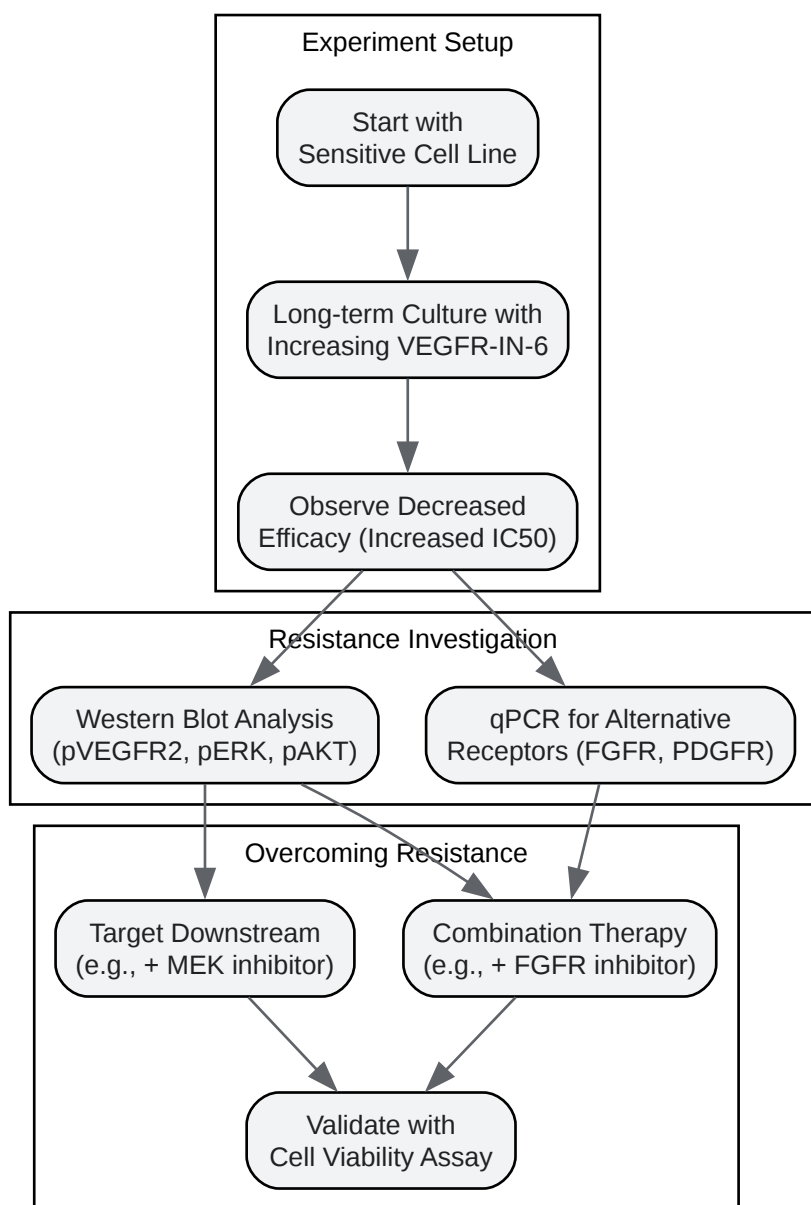 Experiment Setup
Start with
Sensitive Cell Line
Long-term Culture with
Increasing VEGFR-IN-6
Observe Decreased
Efficacy (Increased IC50)
Resistance Investigation
Western Blot Analysis
(pVEGFR2, pERK, pAKT)
qPCR for Alternative
Receptors (FGFR, PDGFR)
Overcoming Resistance
Target Downstream
(e.g., + MEK inhibitor)
Combination Therapy
(e.g., + FGFR inhibitor)
Validate with
Cell Viability Assay